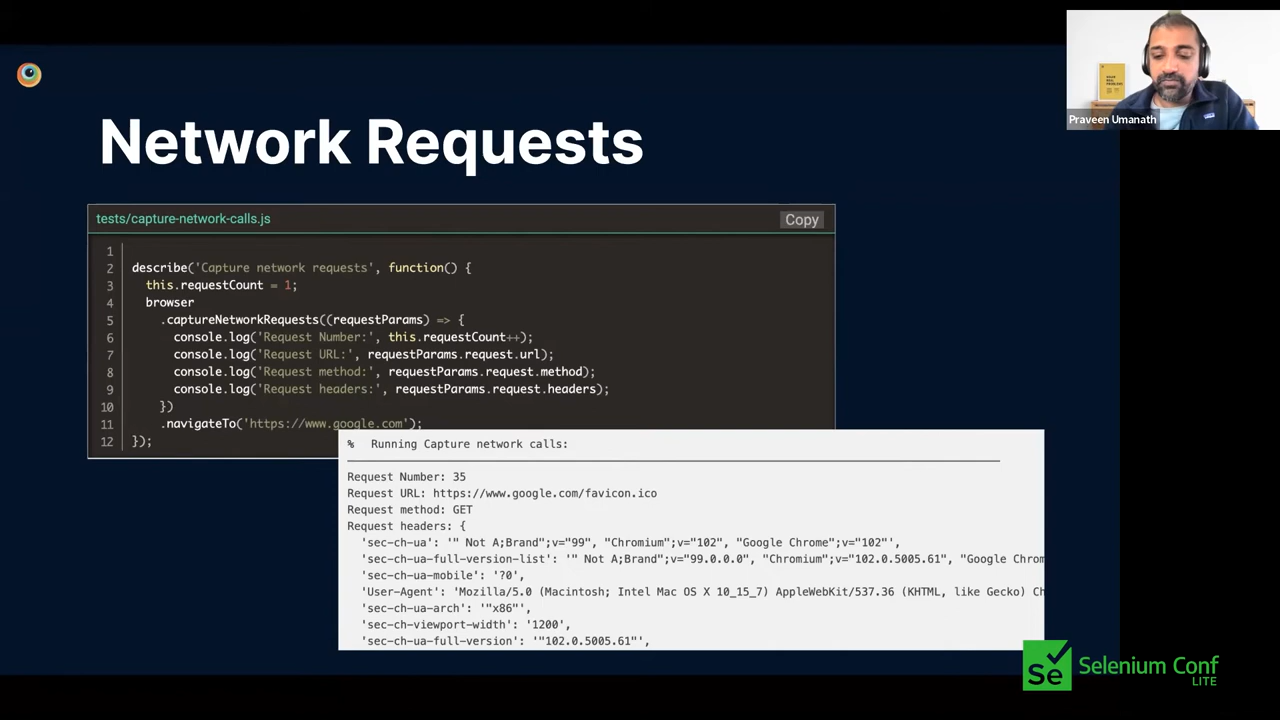 Network Requests
Praveen Umanath
tests/capture-network-calls.js
Copy
1
2 describe('Capture network requests', function() {
3 this.requestCount = 1;
4 browser
5 .captureNetworkRequests((requestParams) => {
6 console.log('Request Number:', this.requestCount++);
7 console.log('Request URL:', requestParams.request.url);
8 console.log('Request method:', requestParams.request.method);
9 console.log('Request headers:', requestParams.request.headers);
10 })
11 .navigateTo('https://www.google.com');
12 });
% Running Capture network calls:
Request Number: 35
Request URL: https://www.google.com/favicon.ico
Request method: GET
Request headers: {
'sec-ch-ua': '" Not A;Brand";v="99", "Chromium";v="102", "Google Chrome";v="102"',
'sec-ch-ua-full-version-list': '" Not A;Brand";v="99.0.0.0", "Chromium";v="102.0.5005.61", "Google Chrom
'sec-ch-ua-mobile': '?0',
'User-Agent': 'Mozilla/5.0 (Macintosh; Intel Mac OS X 10_15_7) AppleWebKit/537.36 (KHTML, like Gecko) Ch
'sec-ch-ua-arch': '"x86"',
'sec-ch-viewport-width': '1200',
'sec-ch-ua-full-version': '"102.0.5005.61"',
Se
Selenium Conf
LITE